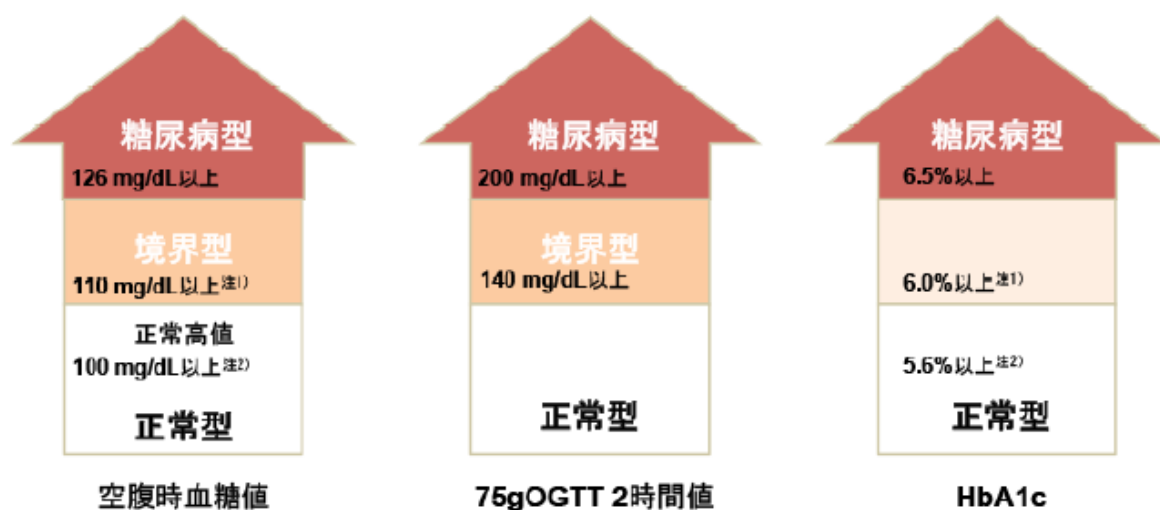 糖尿病型
126 mg/dL以上
境界型
110 mg/dL以上注1)
正常高値
100 mg/dL以上注2)
正常型
空腹時血糖値
糖尿病型
200 mg/dL以上
境界型
140 mg/dL以上
正常型
75gOGTT 2時間値
糖尿病型
6.5%以上
6.0%以上注1)
5.6%以上注2)
正常型
HbA1c